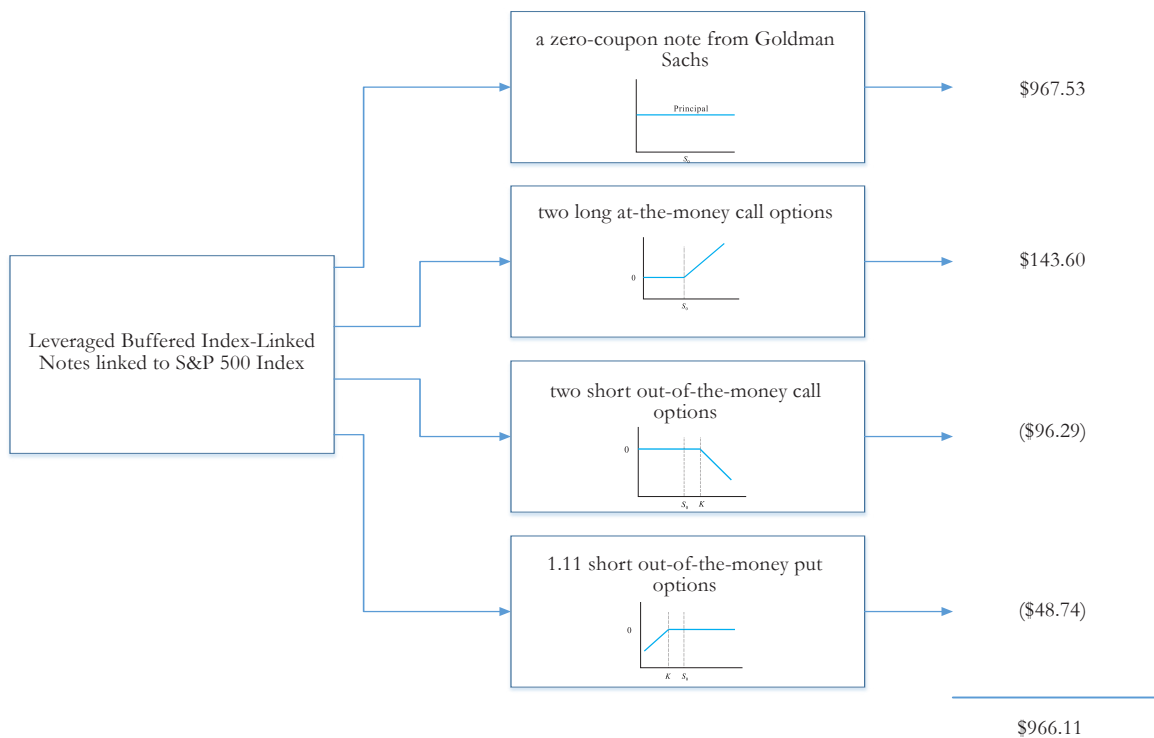 a zero-coupon note from Goldman
Sachs
Principal
S₀
$967.53
two long at-the-money call options
0
S₀
$143.60
Leveraged Buffered Index-Linked
Notes linked to S&P 500 Index
two short out-of-the-money call
options
0
S₀ K
($96.29)
1.11 short out-of-the-money put
options
0
K S₀
($48.74)
$966.11